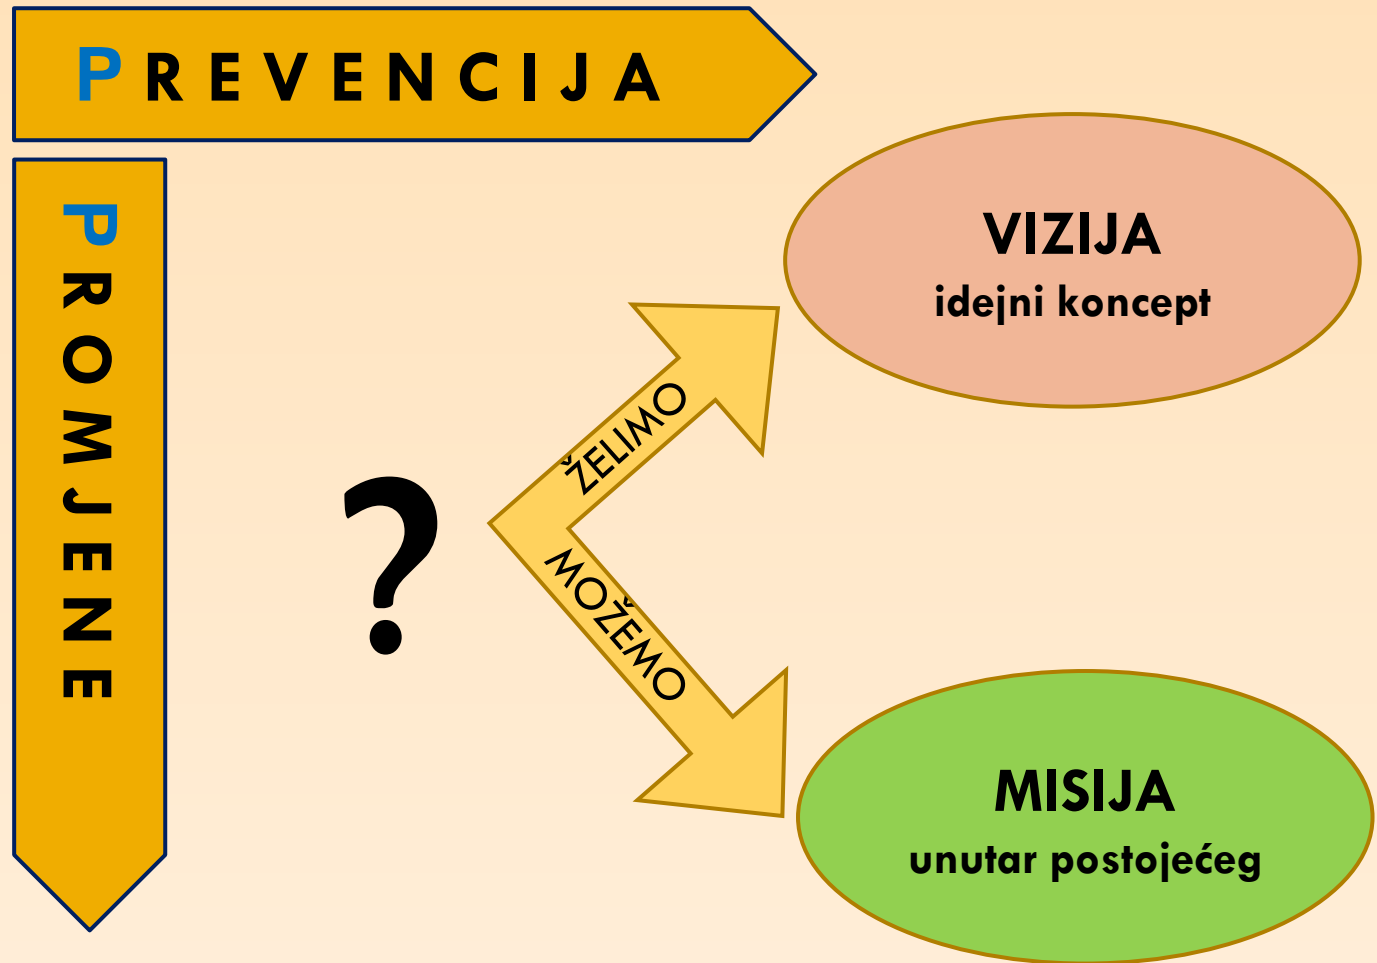 PREVENCIJA
PROMJENE
VIZIJA
idejni koncept
ŽELIMO
?
MOŽEMO
MISIJA
unutar postojećeg